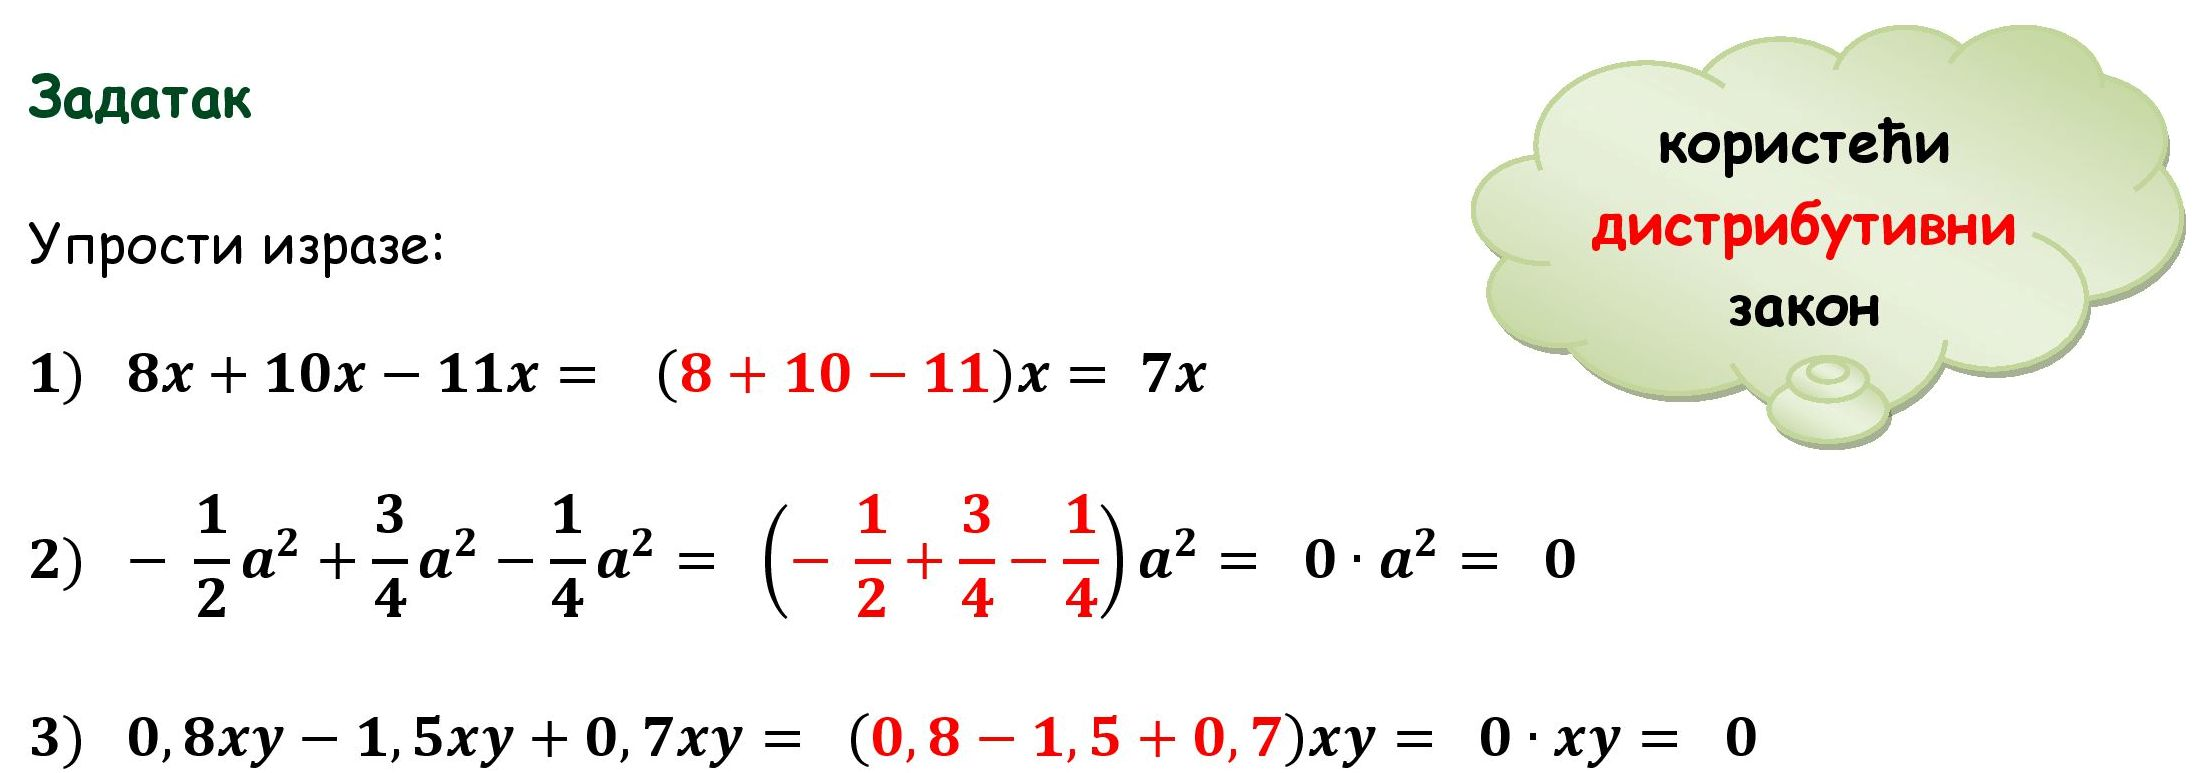 Задатак
користећи
дистрибутивни
закон
Упрости изразе:
1) 8x + 10x − 11x = (8 + 10 − 11)x = 7x
2) − 1/2 a² + 3/4 a² − 1/4 a² = (− 1/2 + 3/4 − 1/4) a² = 0 · a² = 0
3) 0,8xy − 1,5xy + 0,7xy = (0,8 − 1,5 + 0,7)xy = 0 · xy = 0